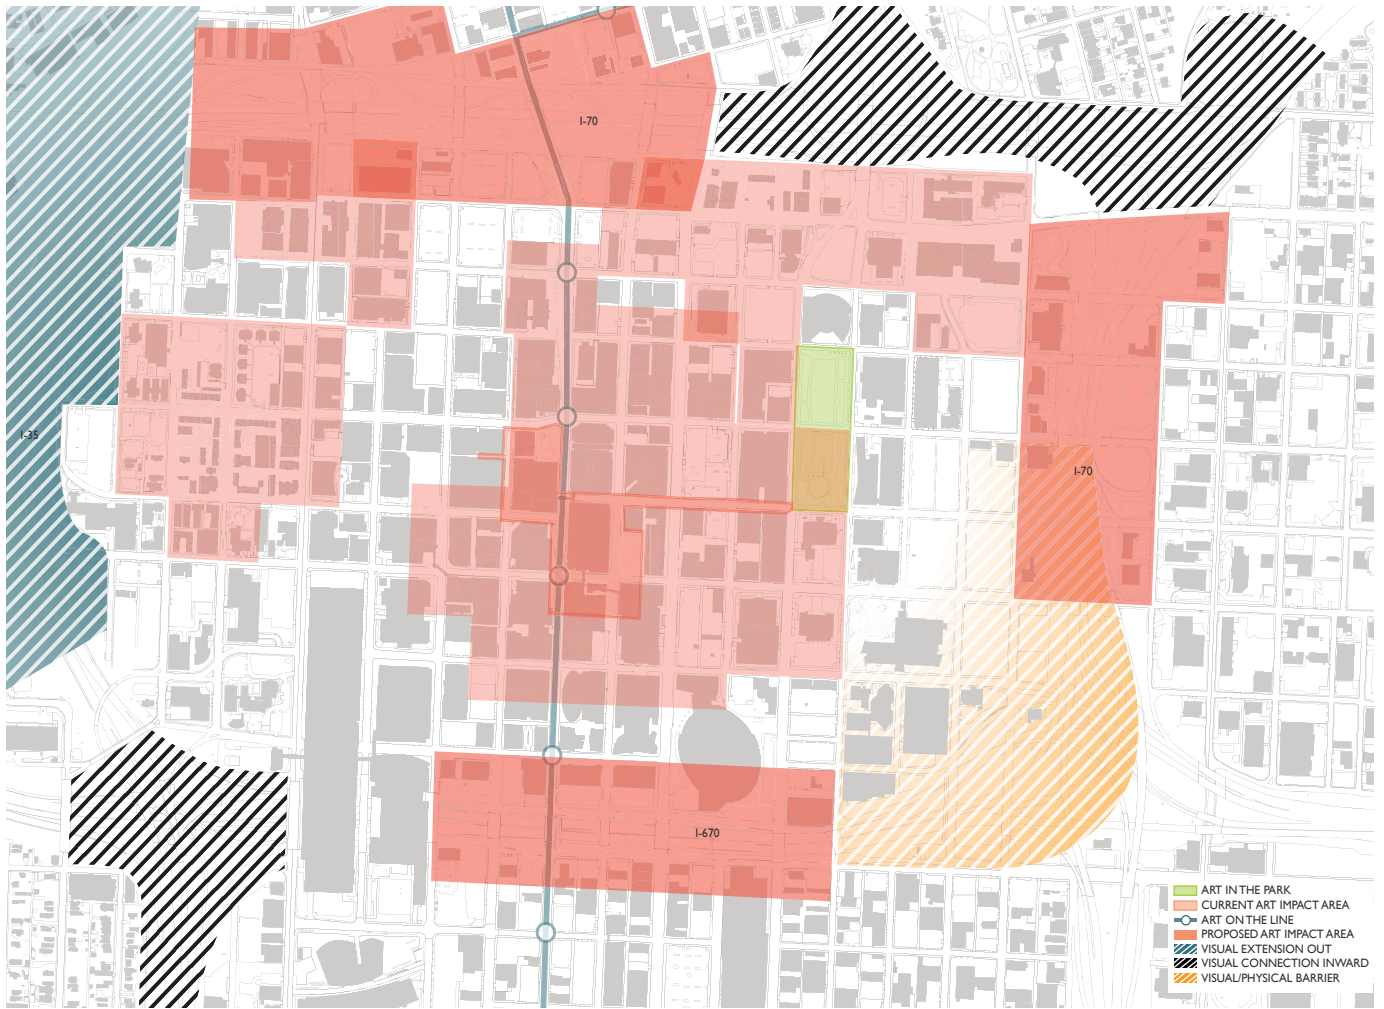 I-70
I-35
I-70
I-670
ART IN THE PARK
CURRENT ART IMPACT AREA
ART ON THE LINE
PROPOSED ART IMPACT AREA
VISUAL EXTENSION OUT
VISUAL CONNECTION INWARD
VISUAL/PHYSICAL BARRIER